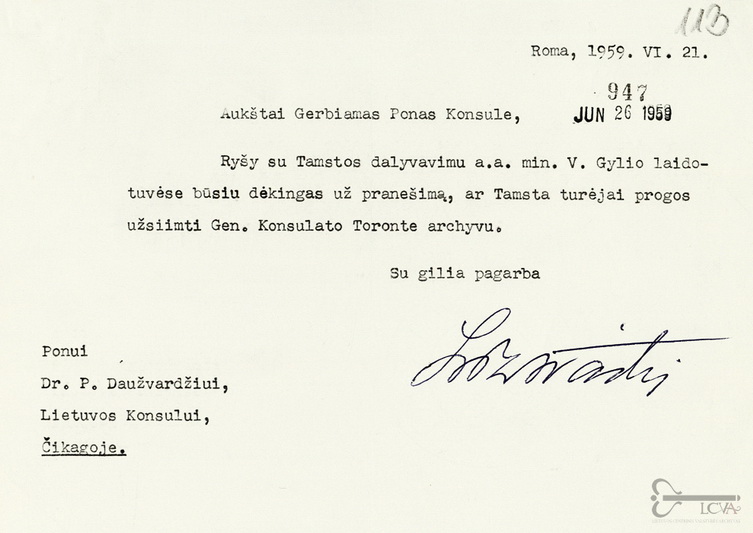 113
Roma, 1959. VI. 21.
947
JUN 26 1959
Aukštai Gerbiamas Ponas Konsule,
Ryšy su Tamstos dalyvavimu a.a. min. V. Gylio laido-
tuvėse būsiu dėkingas už pranešimą, ar Tamsta turėjai progos
užsiimti Gen. Konsulato Toronte archyvu.
Su gilia pagarba
Ponui
Dr. P. Daužvardžiui,
Lietuvos Konsului,
Čikagoje.
LCVA